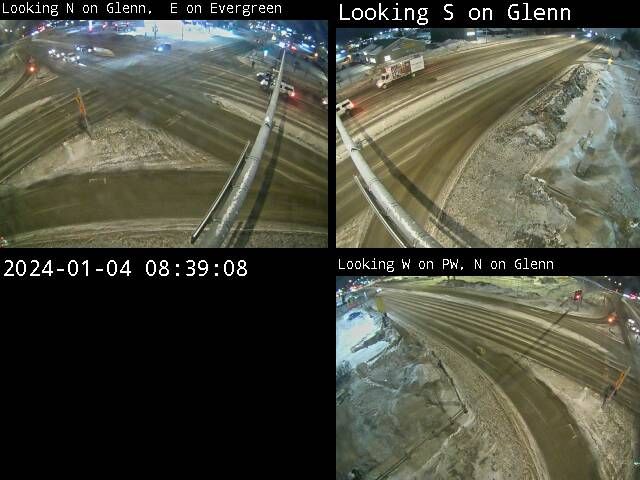 Looking N on Glenn,  E on Evergreen
Looking S on Glenn
2024-01-04 08:39:08
Looking W on PW, N on Glenn